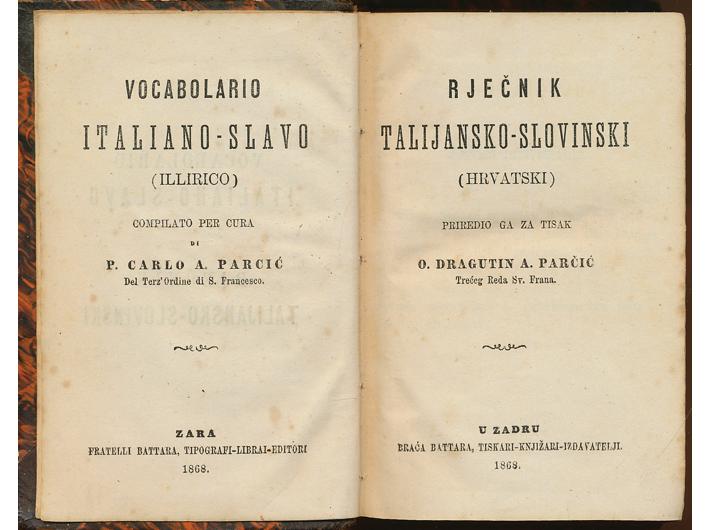 VOCABOLARIO
ITALIANO-SLAVO
(ILLIRICO)
COMPILATO PER CURA
DI
P. CARLO A. PARCIĆ
Del Terz'Ordine di S. Francesco.
ZARA
FRATELLI BATTARA, TIPOGRAFI-LIBRAI-EDITORI
1868.
RJEČNIK
TALIJANSKO-SLOVINSKI
(HRVATSKI)
PRIREDIO GA ZA TISAK
O. DRAGUTIN A. PARČIĆ
Trećeg Reda Sv. Frana.
U ZADRU
BRAĆA BATTARA, TISKARI-KNJIŽARI-IZDAVATELJI.
1868.